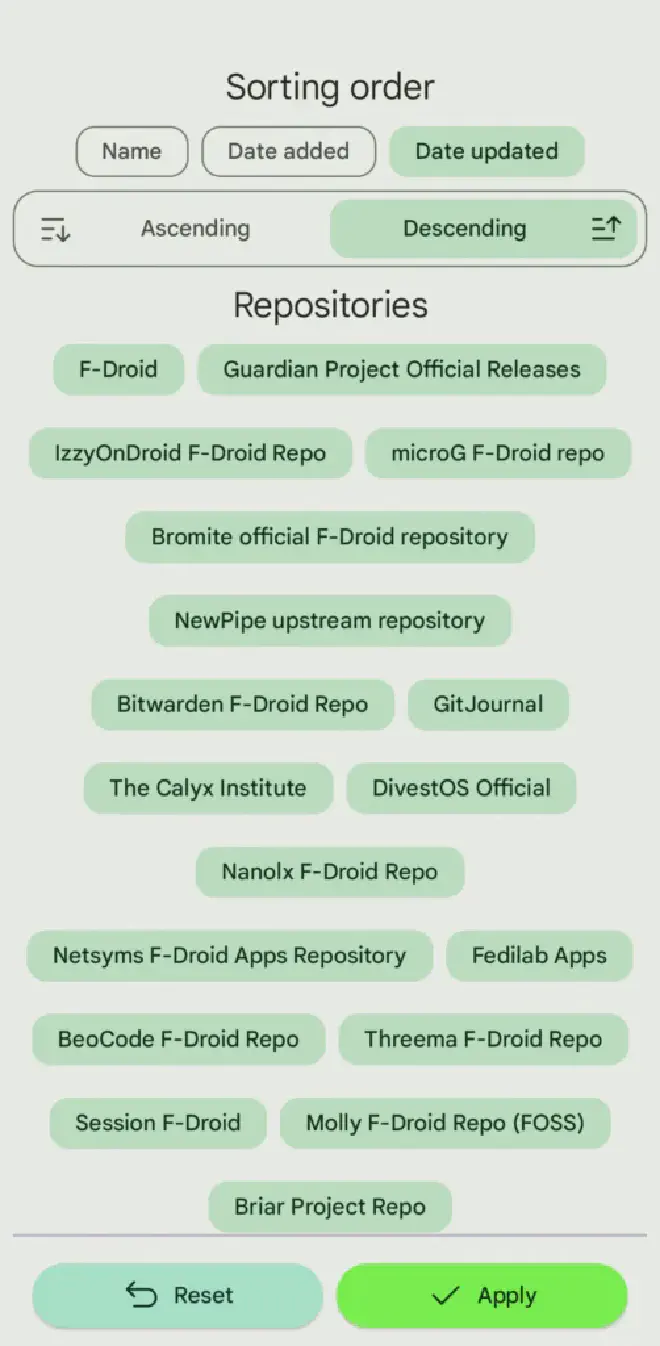 Sorting order
Name Date added Date updated
Ascending Descending
Repositories
F-Droid Guardian Project Official Releases
IzzyOnDroid F-Droid Repo microG F-Droid repo
Bromite official F-Droid repository
NewPipe upstream repository
Bitwarden F-Droid Repo GitJournal
The Calyx Institute DivestOS Official
Nanolx F-Droid Repo
Netsyms F-Droid Apps Repository Fedilab Apps
BeoCode F-Droid Repo Threema F-Droid Repo
Session F-Droid Molly F-Droid Repo (FOSS)
Briar Project Repo
Reset Apply